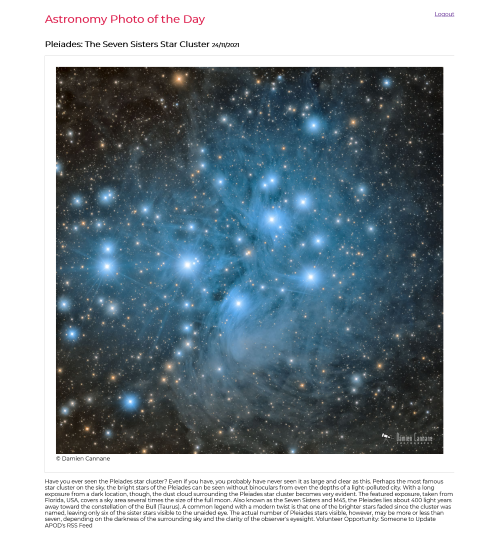 Astronomy Photo of the Day
Logout
Pleiades: The Seven Sisters Star Cluster 24/11/2021
Damien Cannane
© Damien Cannane
Have you ever seen the Pleiades star cluster? Even if you have, you probably have never seen it as large and clear as this. Perhaps the most famous
star cluster on the sky, the bright stars of the Pleiades can be seen without binoculars from even the depths of a light-polluted city. With a long
exposure from a dark location, though, the dust cloud surrounding the Pleiades star cluster becomes very evident. The featured exposure, taken from
Florida, USA, covers a sky area several times the size of the full moon. Also known as the Seven Sisters and M45, the Pleiades lies about 400 light years
away toward the constellation of the Bull (Taurus). A common legend with a modern twist is that one of the brighter stars faded since the cluster was
named, leaving only six of the sister stars visible to the unaided eye. The actual number of Pleiades stars visible, however, may be more or less than
seven, depending on the darkness of the surrounding sky and the clarity of the observer's eyesight. Volunteer Opportunity: Someone to Update
APOD's RSS Feed